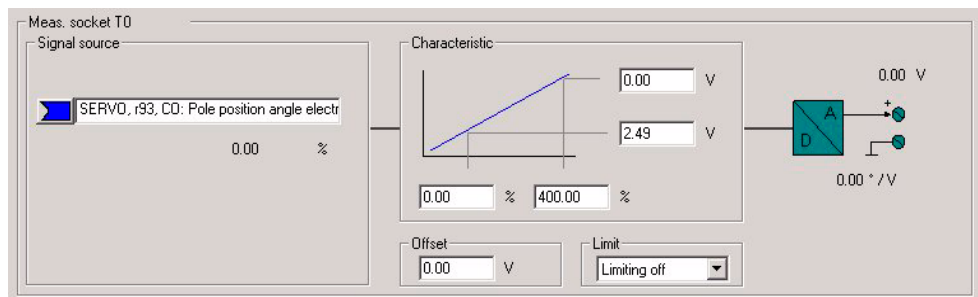 Meas. socket T0
Signal source
SERVO, r93, CO: Pole position angle electr
0.00 %
Characteristic
0.00 V
2.49 V
0.00 % 400.00 %
Offset
0.00 V
Limit
Limiting off
0.00 V
A
D
+
0.00 ° / V